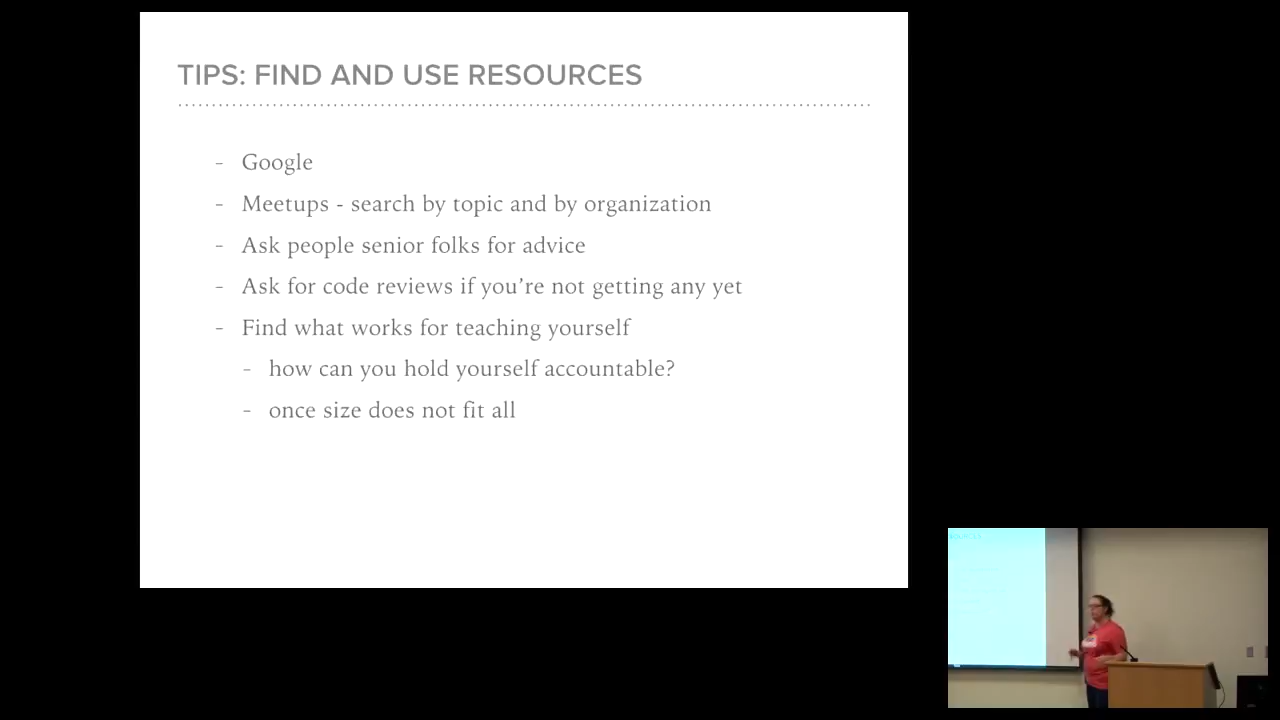 TIPS: FIND AND USE RESOURCES
- Google
- Meetups - search by topic and by organization
- Ask people senior folks for advice
- Ask for code reviews if you're not getting any yet
- Find what works for teaching yourself
- how can you hold yourself accountable?
- once size does not fit all